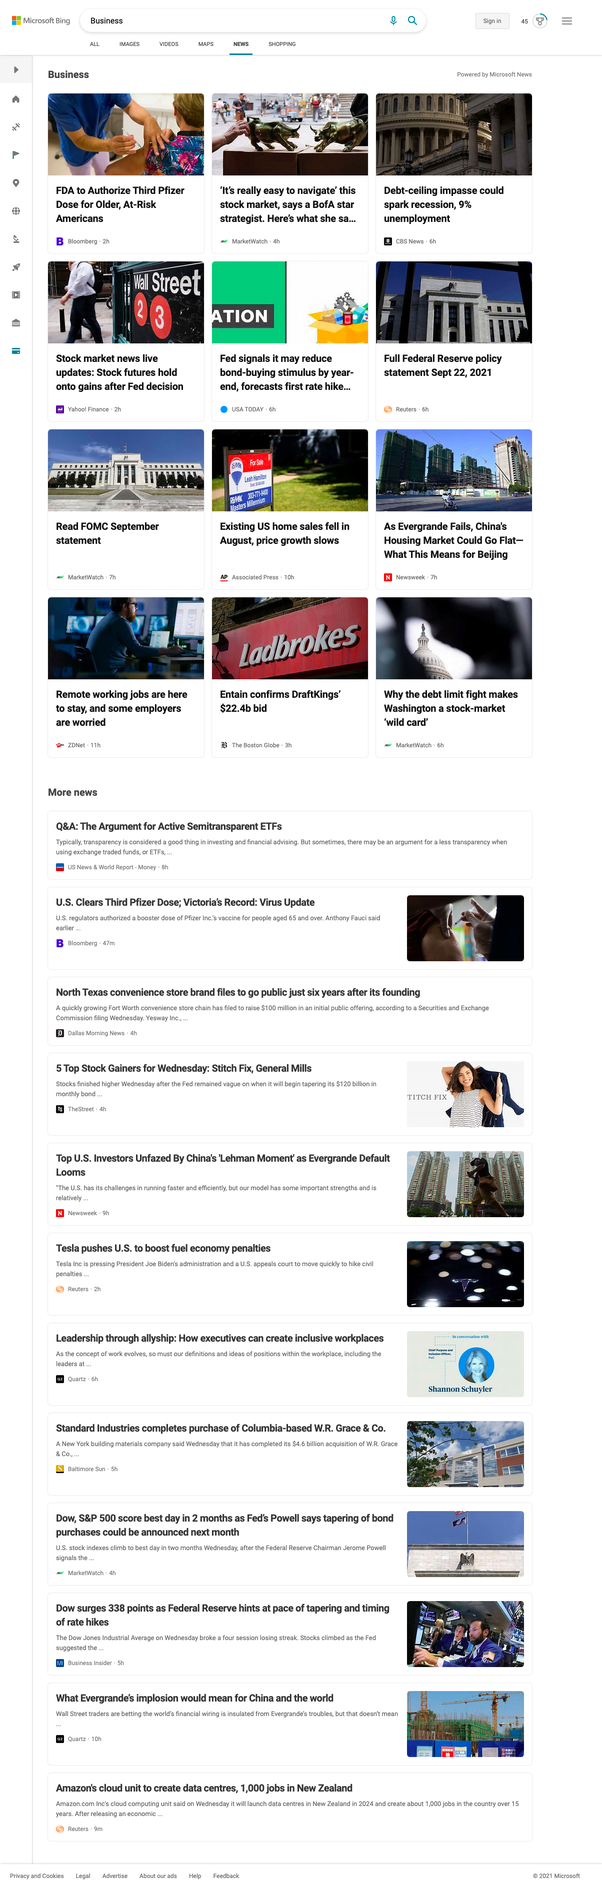 Microsoft Bing
Business
Sign in
45
ALL IMAGES VIDEOS MAPS NEWS SHOPPING
Business
Powered by Microsoft News
FDA to Authorize Third Pfizer
Dose for Older, At-Risk
Americans
Bloomberg · 2h
'It's really easy to navigate' this
stock market, says a BofA star
strategist. Here's what she sa...
MarketWatch · 4h
Debt-ceiling impasse could
spark recession, 9%
unemployment
CBS News · 6h
Wall Street
2 3
Stock market news live
updates: Stock futures hold
onto gains after Fed decision
Yahoo! Finance · 2h
ATION
Fed signals it may reduce
bond-buying stimulus by year-
end, forecasts first rate hike...
USA TODAY · 6h
Full Federal Reserve policy
statement Sept 22, 2021
Reuters · 6h
Read FOMC September
statement
MarketWatch · 7h
For Sale
Existing US home sales fell in
August, price growth slows
AP Associated Press · 10h
As Evergrande Fails, China's
Housing Market Could Go Flat—
What This Means for Beijing
N Newsweek · 7h
Remote working jobs are here
to stay, and some employers
are worried
ZDNet · 11h
Ladbrokes
Entain confirms DraftKings'
$22.4b bid
B The Boston Globe · 3h
Why the debt limit fight makes
Washington a stock-market
'wild card'
MarketWatch · 6h
More news
Q&A: The Argument for Active Semitransparent ETFs
Typically, transparency is considered a good thing in investing and financial advising. But sometimes, there may be an argument for a less transparency when
using exchange traded funds, or ETFs, ...
US News & World Report - Money · 8h
U.S. Clears Third Pfizer Dose; Victoria's Record: Virus Update
U.S. regulators authorized a booster dose of Pfizer Inc.'s vaccine for people aged 65 and over. Anthony Fauci said
earlier ...
Bloomberg · 47m
North Texas convenience store brand files to go public just six years after its founding
A quickly growing Fort Worth convenience store chain has filed to raise $100 million in an initial public offering, according to a Securities and Exchange
Commission filing Wednesday. Yesway Inc., ...
Dallas Morning News · 4h
5 Top Stock Gainers for Wednesday: Stitch Fix, General Mills
Stocks finished higher Wednesday after the Fed remained vague on when it will begin tapering its $120 billion in
monthly bond ...
TheStreet · 4h
TITCH FIX
Top U.S. Investors Unfazed By China's 'Lehman Moment' as Evergrande Default
Looms
"The U.S. has its challenges in running faster and efficiently, but our model has some important strengths and is
relatively ...
N Newsweek · 9h
Tesla pushes U.S. to boost fuel economy penalties
Tesla Inc is pressing President Joe Biden's administration and a U.S. appeals court to move quickly to hike civil
penalties ...
Reuters · 2h
Leadership through allyship: How executives can create inclusive workplaces
As the concept of work evolves, so must our definitions and ideas of positions within the workplace, including the
leaders at ...
Quartz · 6h
In conversation with
Shannon Schuyler
Standard Industries completes purchase of Columbia-based W.R. Grace & Co.
A New York building materials company said Wednesday that it has completed its $4.6 billion acquisition of W.R. Grace
& Co., ...
Baltimore Sun · 5h
Dow, S&P 500 score best day in 2 months as Fed's Powell says tapering of bond
purchases could be announced next month
U.S. stock indexes climb to best day in two months Wednesday, after the Federal Reserve Chairman Jerome Powell
signals the ...
MarketWatch · 4h
Dow surges 338 points as Federal Reserve hints at pace of tapering and timing
of rate hikes
The Dow Jones Industrial Average on Wednesday broke a four session losing streak. Stocks climbed as the Fed
suggested the ...
Business Insider · 5h
What Evergrande's implosion would mean for China and the world
Wall Street traders are betting the world's financial wiring is insulated from Evergrande's troubles, but that doesn't mean
...
Quartz · 10h
Amazon's cloud unit to create data centres, 1,000 jobs in New Zealand
Amazon.com Inc's cloud computing unit said on Wednesday it will launch data centres in New Zealand in 2024 and create about 1,000 jobs in the country over 15
years. After releasing an economic ...
Reuters · 9m
Privacy and Cookies Legal Advertise About our ads Help Feedback
© 2021 Microsoft